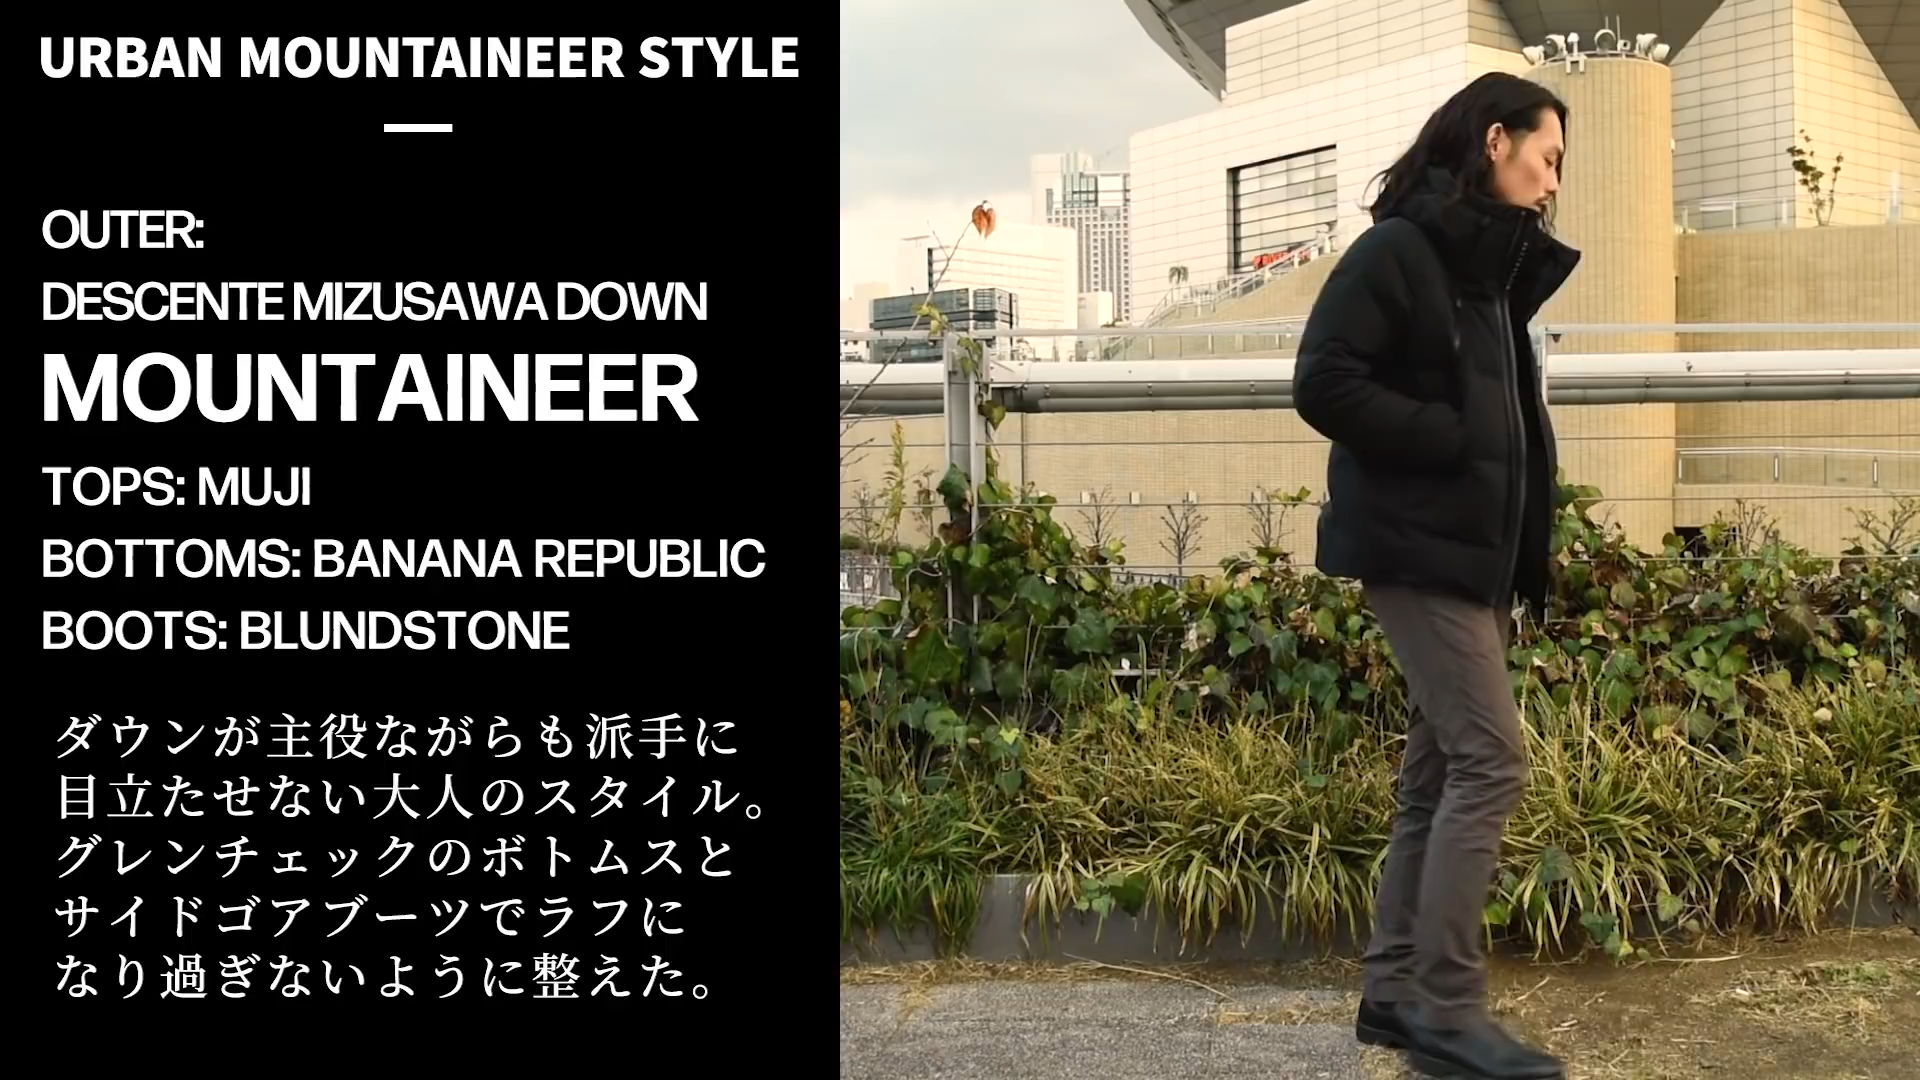 URBAN MOUNTAINEER STYLE
OUTER:
DESCENTE MIZUSAWA DOWN
MOUNTAINEER
TOPS: MUJI
BOTTOMS: BANANA REPUBLIC
BOOTS: BLUNDSTONE
ダウンが主役ながらも派手に
目立たせない大人のスタイル。
グレンチェックのボトムスと
サイドゴアブーツでラフに
なり過ぎないように整えた。